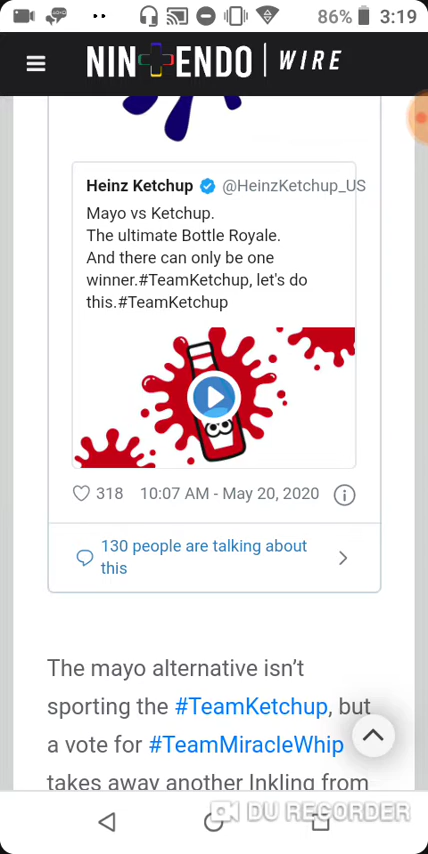 86% 3:19
NINTENDO WIRE
Heinz Ketchup @HeinzKetchup_US
Mayo vs Ketchup.
The ultimate Bottle Royale.
And there can only be one
winner.#TeamKetchup, let's do
this.#TeamKetchup
318 10:07 AM - May 20, 2020
130 people are talking about
this
The mayo alternative isn’t
sporting the #TeamKetchup, but
a vote for #TeamMiracleWhip
takes away another Inkling from
DU RECORDER